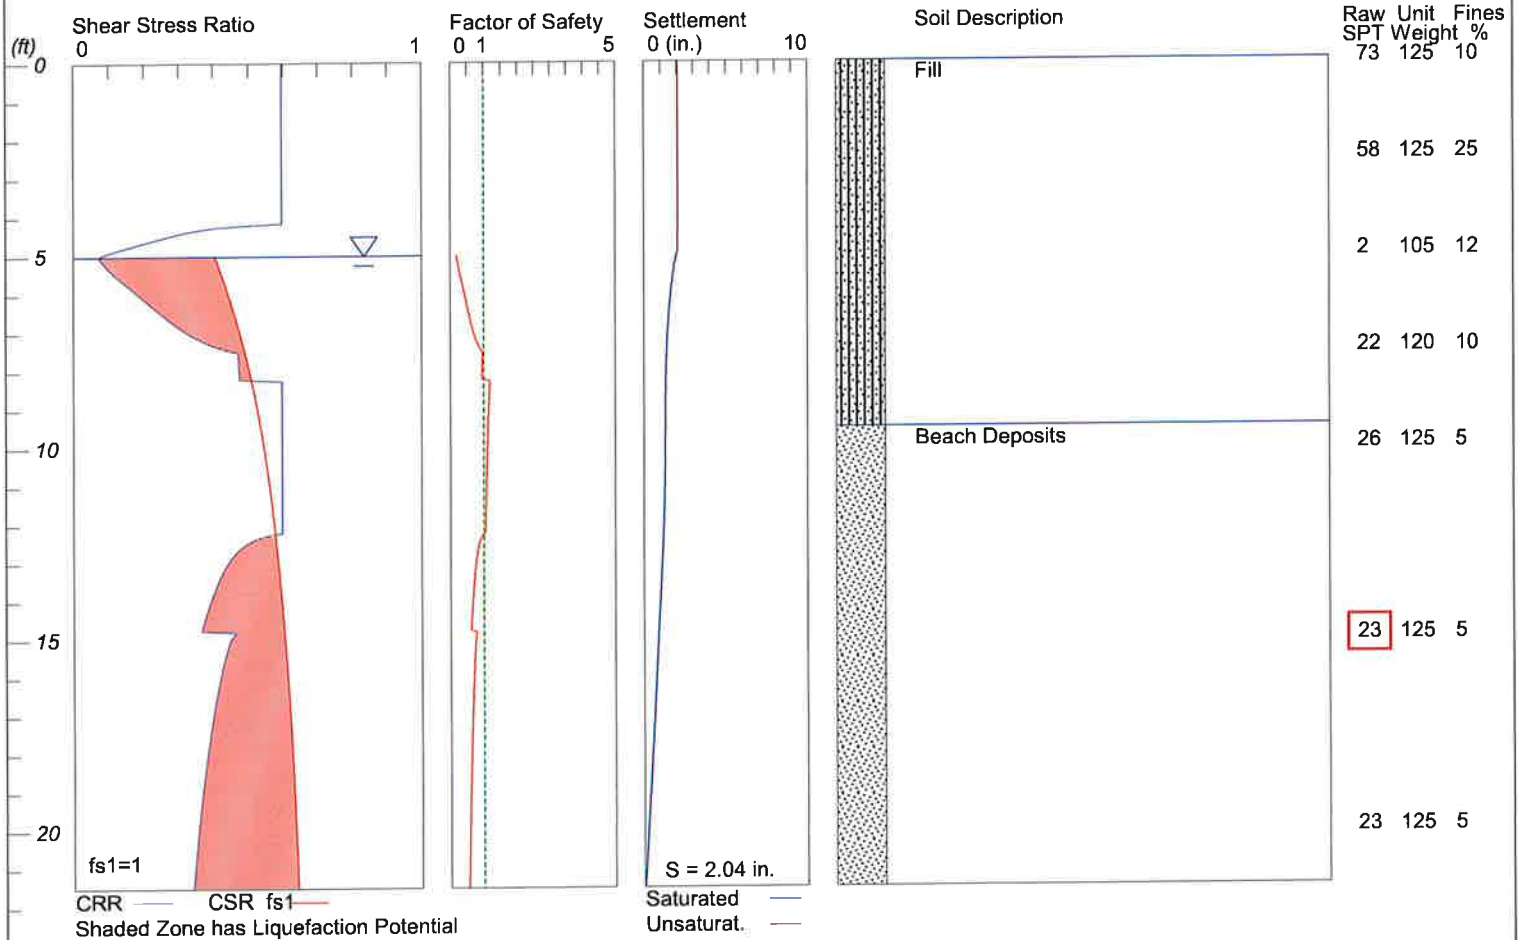 Shear Stress Ratio
0 1
Factor of Safety
0 1 5
Settlement
0 (in.) 10
Soil Description
Raw Unit Fines
SPT Weight %
(ft)
0
73 125 10
Fill
58 125 25
5
2 105 12
22 120 10
10
Beach Deposits
26 125 5
15
23 125 5
20
23 125 5
fs1=1
S = 2.04 in.
CRR CSR fs1
Shaded Zone has Liquefaction Potential
Saturated
Unsaturat.